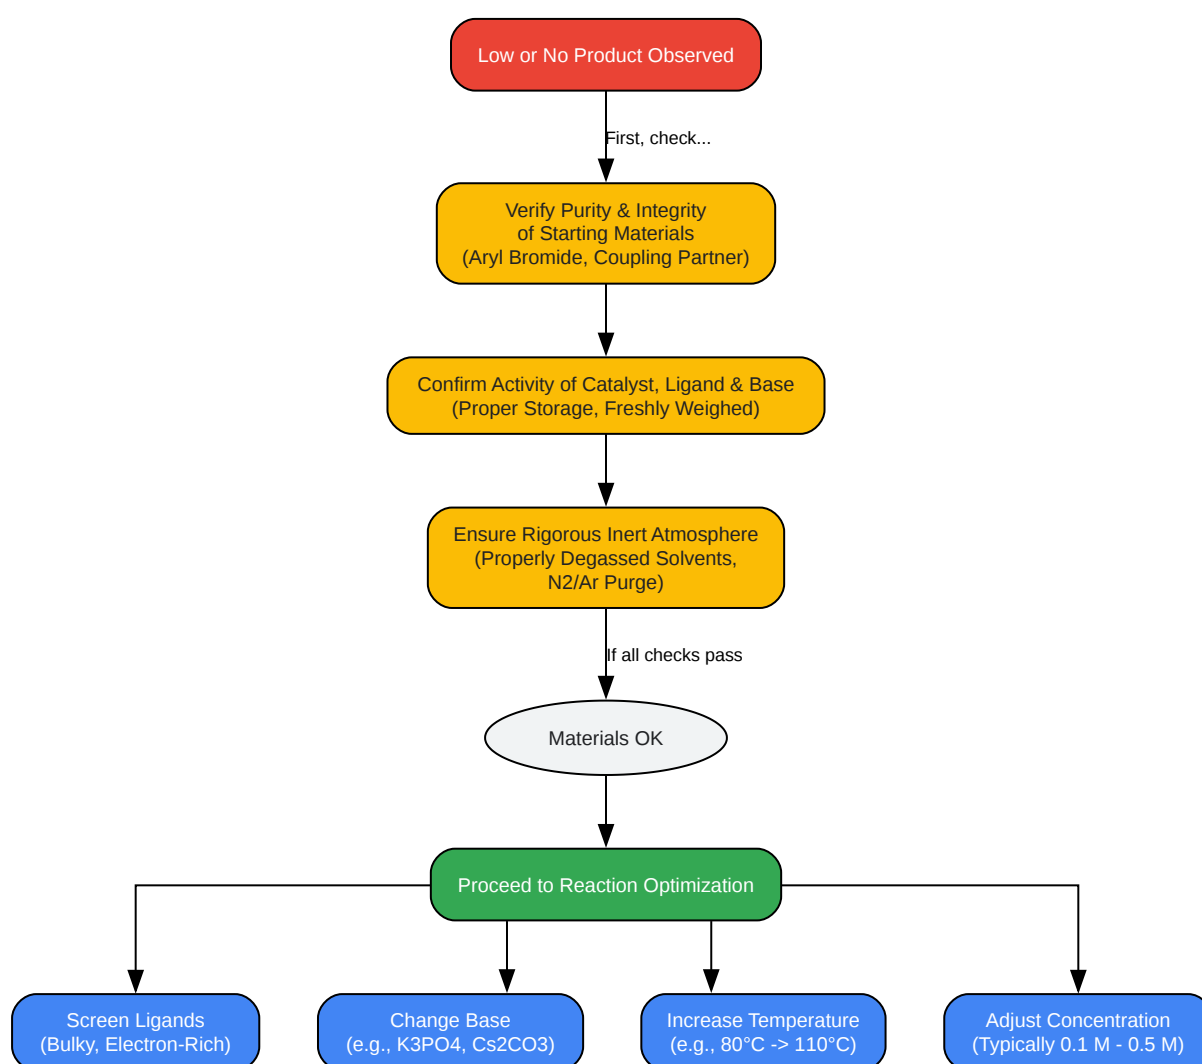 Low or No Product Observed
First, check...
Verify Purity & Integrity
of Starting Materials
(Aryl Bromide, Coupling Partner)
Confirm Activity of Catalyst, Ligand & Base
(Proper Storage, Freshly Weighed)
Ensure Rigorous Inert Atmosphere
(Properly Degassed Solvents,
N2/Ar Purge)
If all checks pass
Materials OK
Proceed to Reaction Optimization
Screen Ligands
(Bulky, Electron-Rich)
Change Base
(e.g., K3PO4, Cs2CO3)
Increase Temperature
(e.g., 80°C -> 110°C)
Adjust Concentration
(Typically 0.1 M - 0.5 M)